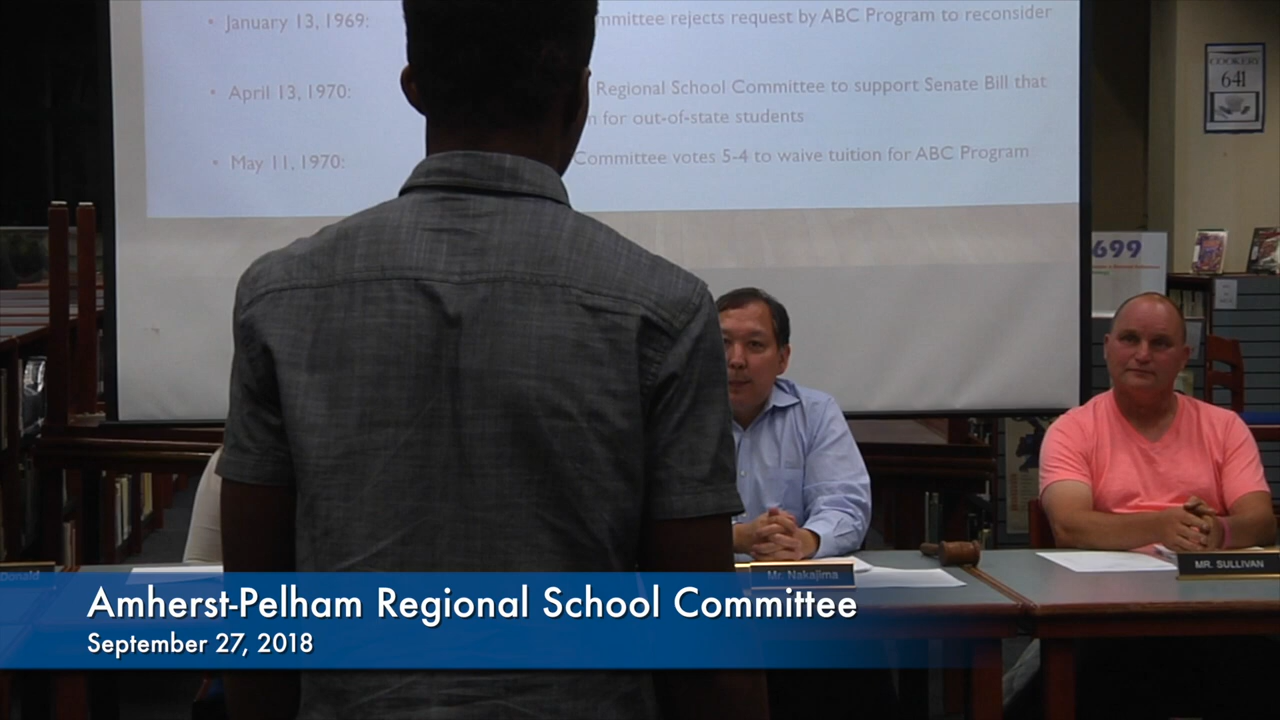 • January 13, 1969: mmittee rejects request by ABC Program to reconsider
• April 13, 1970: Regional School Committee to support Senate Bill that
n for out-of-state students
• May 11, 1970: Committee votes 5-4 to waive tuition for ABC Program
COOKERY
641
699
Donald
Mr. Nakajima
MR. SULLIVAN
Amherst-Pelham Regional School Committee
September 27, 2018